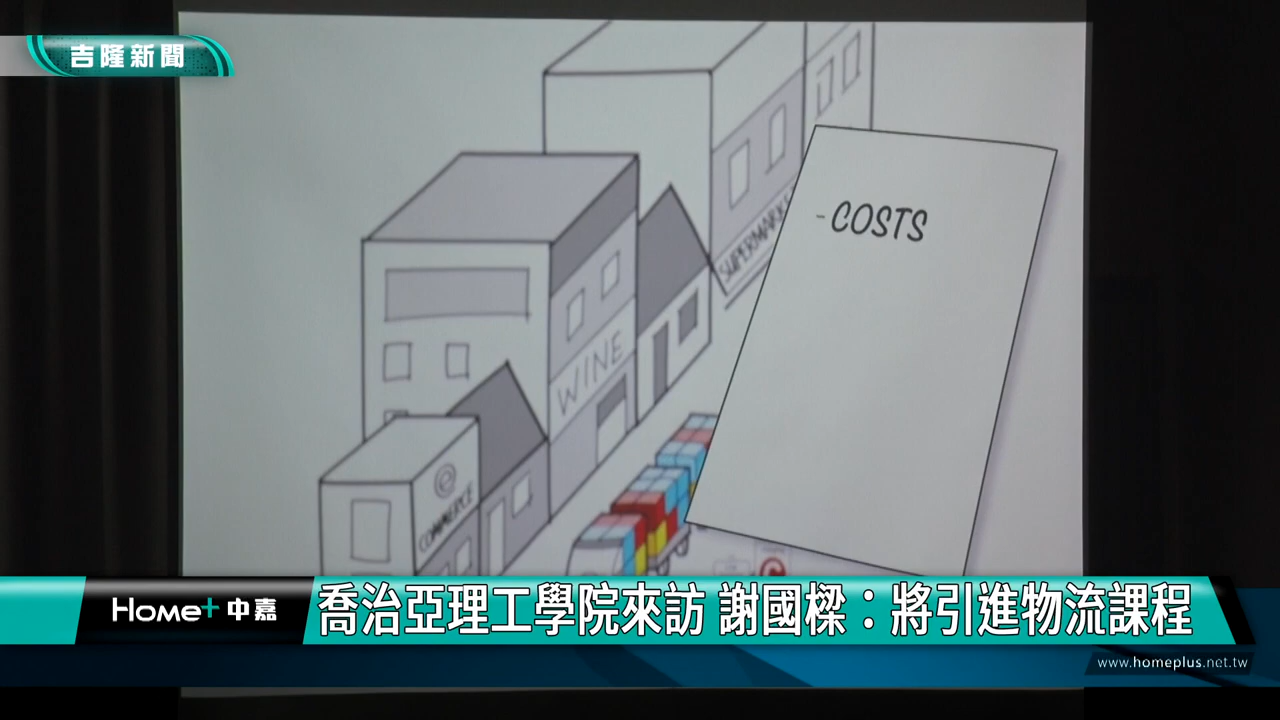 吉隆新聞
-COSTS
SUPERMARKET
WINE
e
COMMERCE
Home+ 中嘉
喬治亞理工學院來訪 謝國樑：將引進物流課程
www.homeplus.net.tw